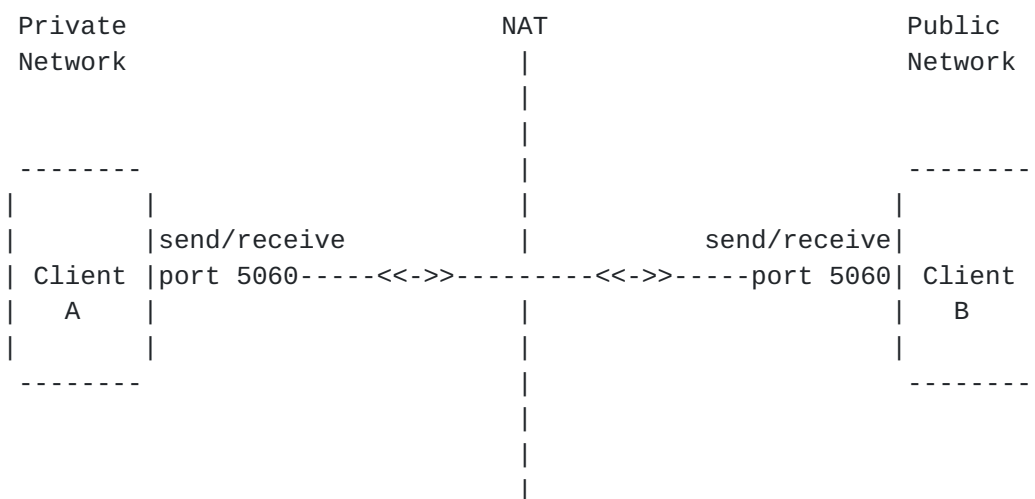 Private NAT Public
Network Network
send/receive send/receive
Client port 5060-----<<->>---------<<->>-----port 5060 Client
A B